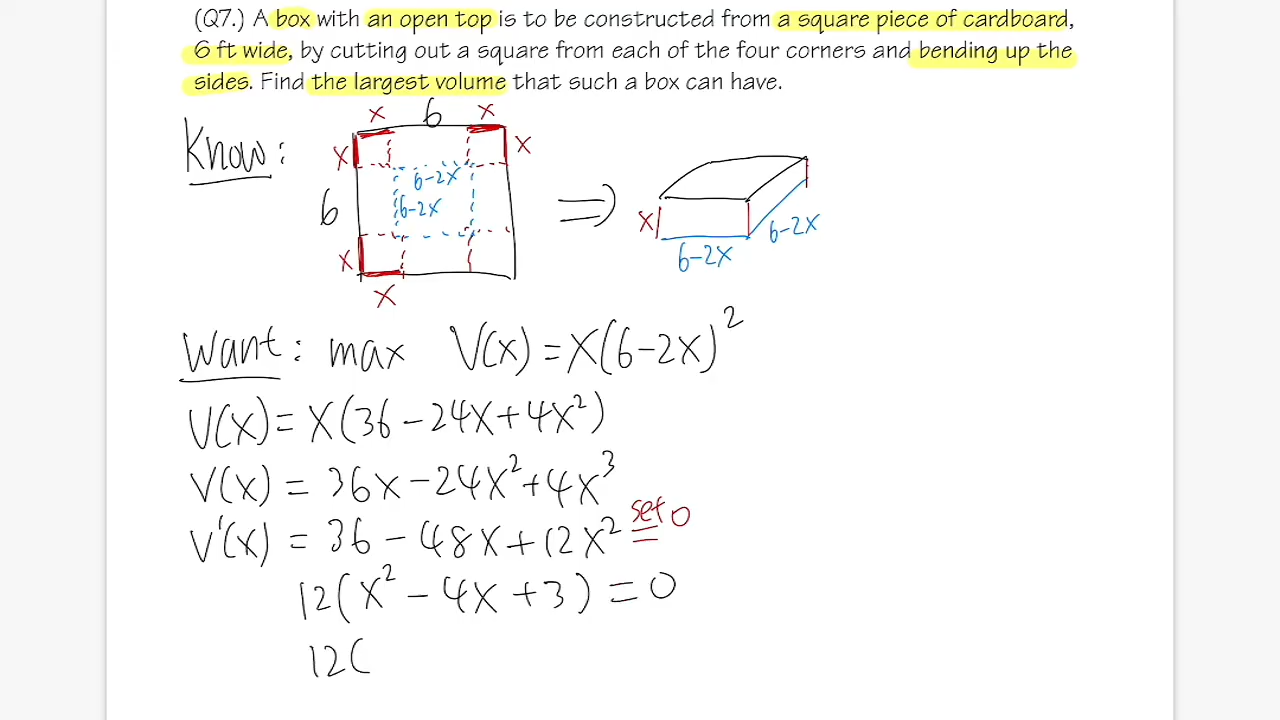 (Q7.) A box with an open top is to be constructed from a square piece of cardboard,
6 ft wide, by cutting out a square from each of the four corners and bending up the
sides. Find the largest volume that such a box can have.
Know:
x 6 x
x x
6-2x
6 6-2x
x
x
⇒
x
6-2x
6-2x
Want: max V(x) = x(6-2x)²
V(x) = x(36-24x+4x²)
V(x) = 36x-24x²+4x³
V'(x) = 36-48x+12x² set = 0
12(x²-4x+3) = 0
12(